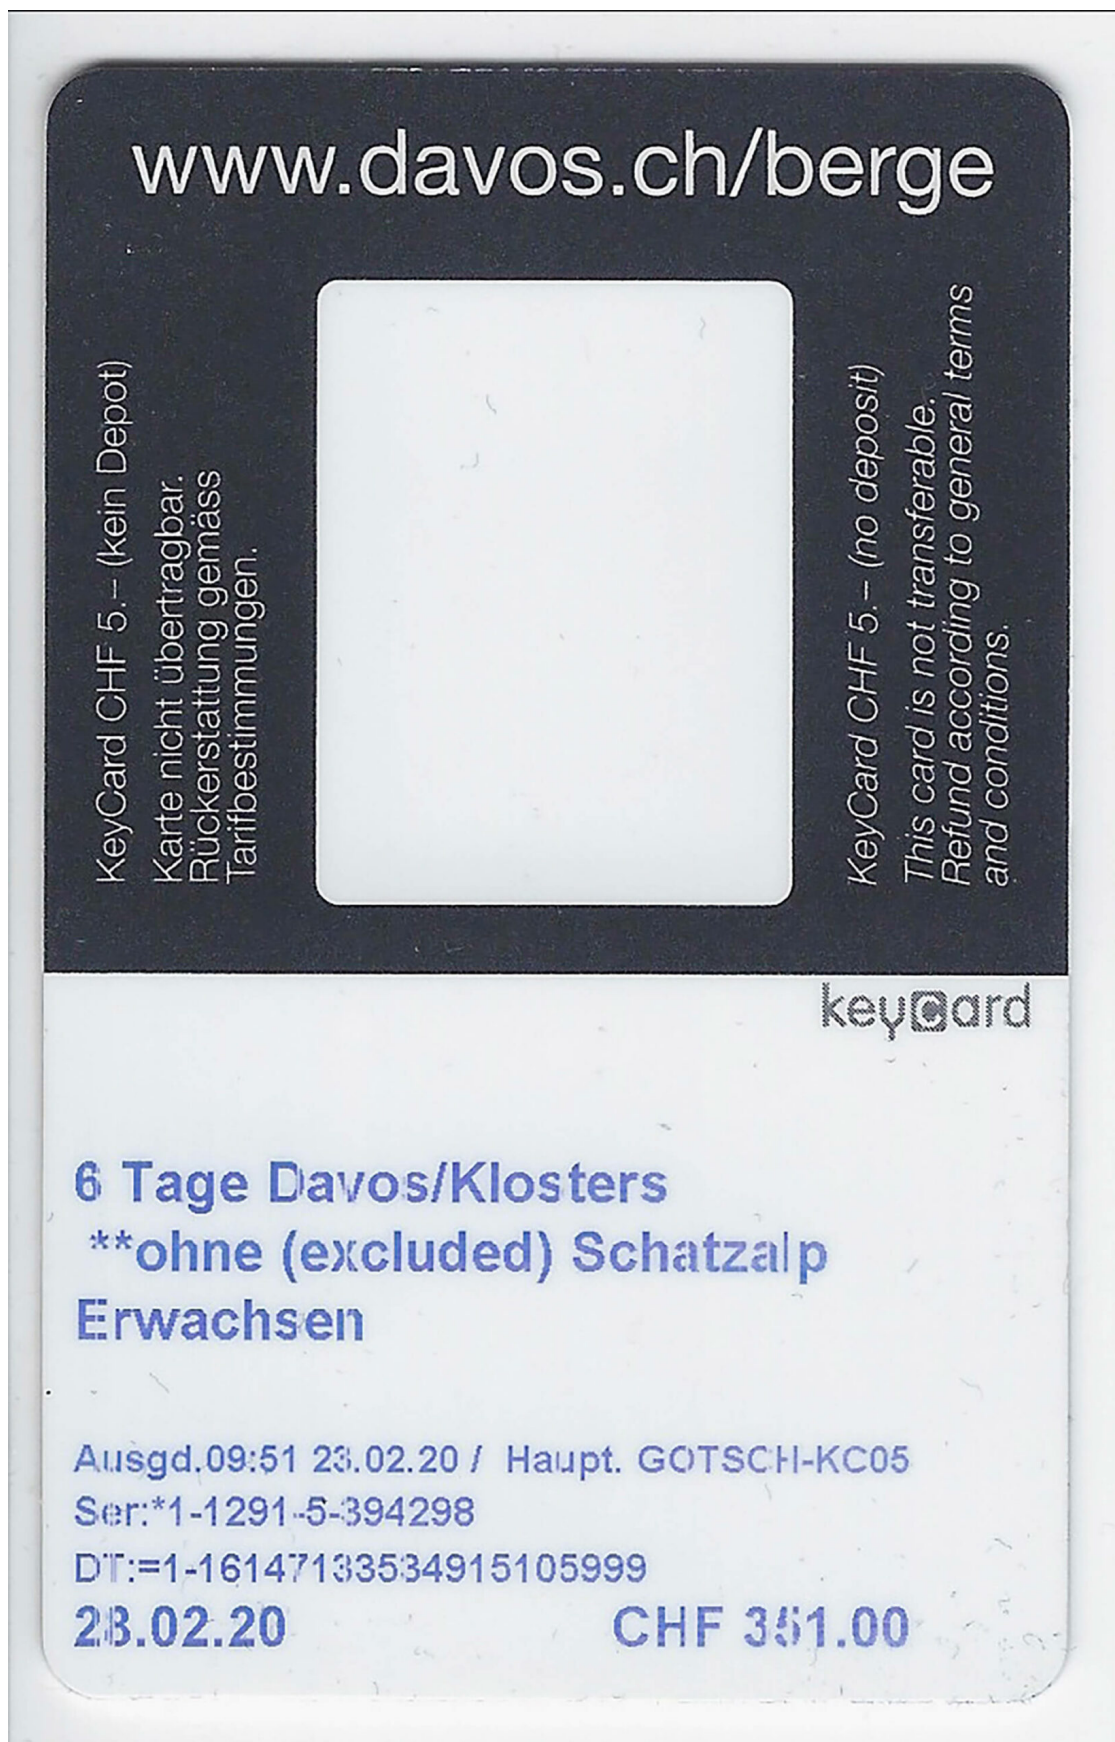 www.davos.ch/berge
KeyCard CHF 5.– (kein Depot)
Karte nicht übertragbar.
Rückerstattung gemäss
Tarifbestimmungen.
KeyCard CHF 5.– (no deposit)
This card is not transferable.
Refund according to general terms
and conditions.
keycard
6 Tage Davos/Klosters
**ohne (excluded) Schatzalp
Erwachsen
Ausgd.09:51 23.02.20 / Haupt. GOTSCH-KC05
Ser:*1-1291-5-394298
DT:=1-16147133534915105999
23.02.20 CHF 351.00